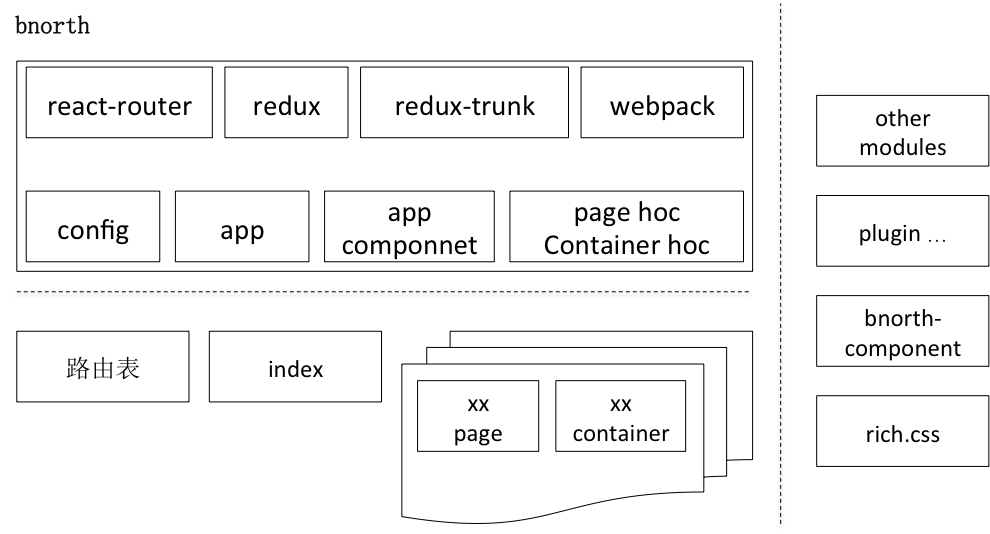 bnorth
react-router
redux
redux-trunk
webpack
config
app
app
componnet
page hoc
Container hoc
路由表
index
xx
page
xx
container
other
modules
plugin ...
bnorth-
component
rich.css